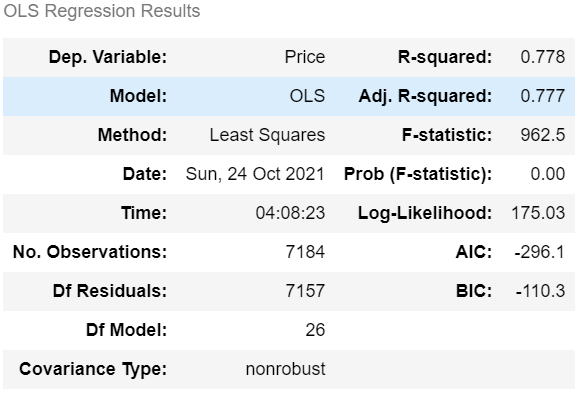 OLS Regression Results
Dep. Variable: Price R-squared: 0.778
Model: OLS Adj. R-squared: 0.777
Method: Least Squares F-statistic: 962.5
Date: Sun, 24 Oct 2021 Prob (F-statistic): 0.00
Time: 04:08:23 Log-Likelihood: 175.03
No. Observations: 7184 AIC: -296.1
Df Residuals: 7157 BIC: -110.3
Df Model: 26
Covariance Type: nonrobust